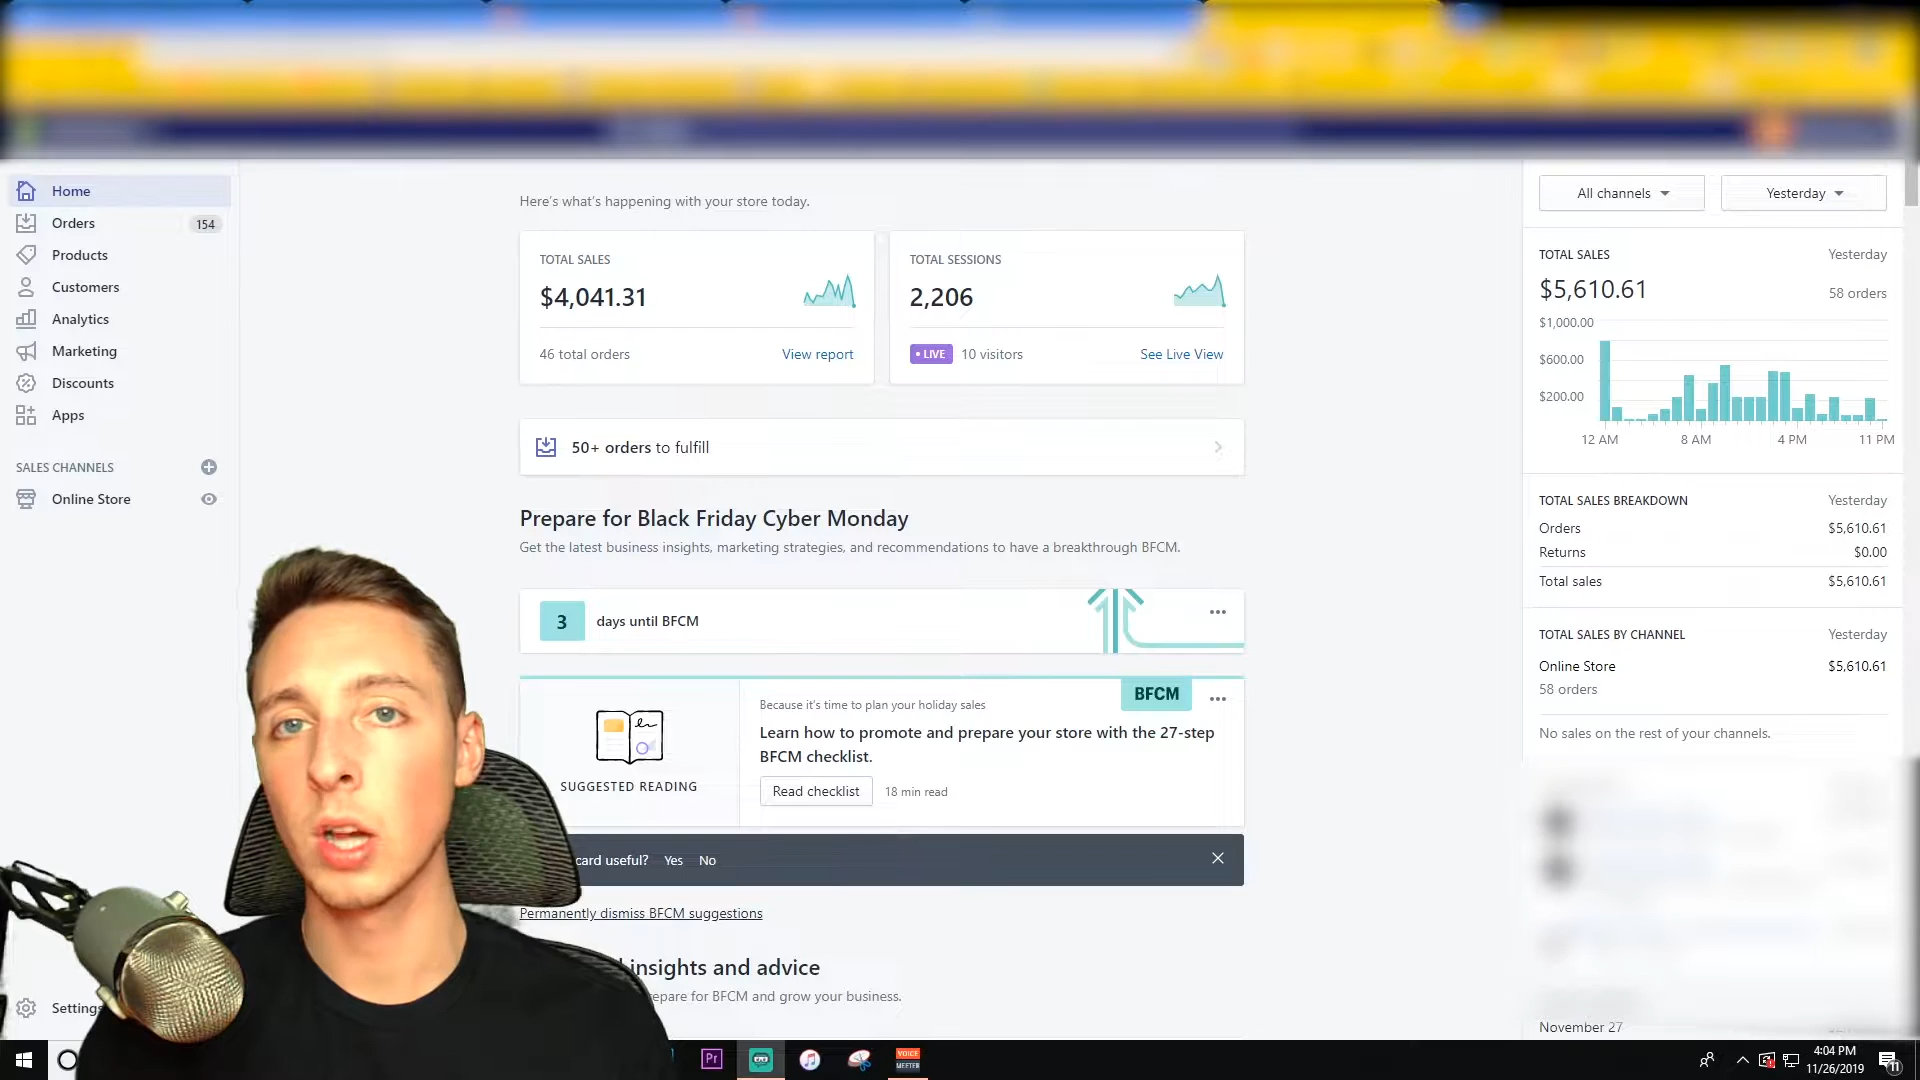 Home
Orders
154
Products
Customers
Analytics
Marketing
Discounts
Apps
SALES CHANNELS
Online Store
Settings
Here's what's happening with your store today.
TOTAL SALES
$4,041.31
46 total orders
View report
TOTAL SESSIONS
2,206
• LIVE
10 visitors
See Live View
50+ orders to fulfill
Prepare for Black Friday Cyber Monday
Get the latest business insights, marketing strategies, and recommendations to have a breakthrough BFCM.
3
days until BFCM
SUGGESTED READING
Because it's time to plan your holiday sales
BFCM
Learn how to promote and prepare your store with the 27-step
BFCM checklist.
Read checklist
18 min read
card useful?
Yes
No
Permanently dismiss BFCM suggestions
insights and advice
epare for BFCM and grow your business.
All channels
Yesterday
TOTAL SALES
Yesterday
$5,610.61
58 orders
$1,000.00
$600.00
$200.00
12 AM
8 AM
4 PM
11 PM
TOTAL SALES BREAKDOWN
Yesterday
Orders
$5,610.61
Returns
$0.00
Total sales
$5,610.61
TOTAL SALES BY CHANNEL
Yesterday
Online Store
$5,610.61
58 orders
No sales on the rest of your channels.
November 27
Pr
VOICE
MEETER
4:04 PM
11/26/2019
11